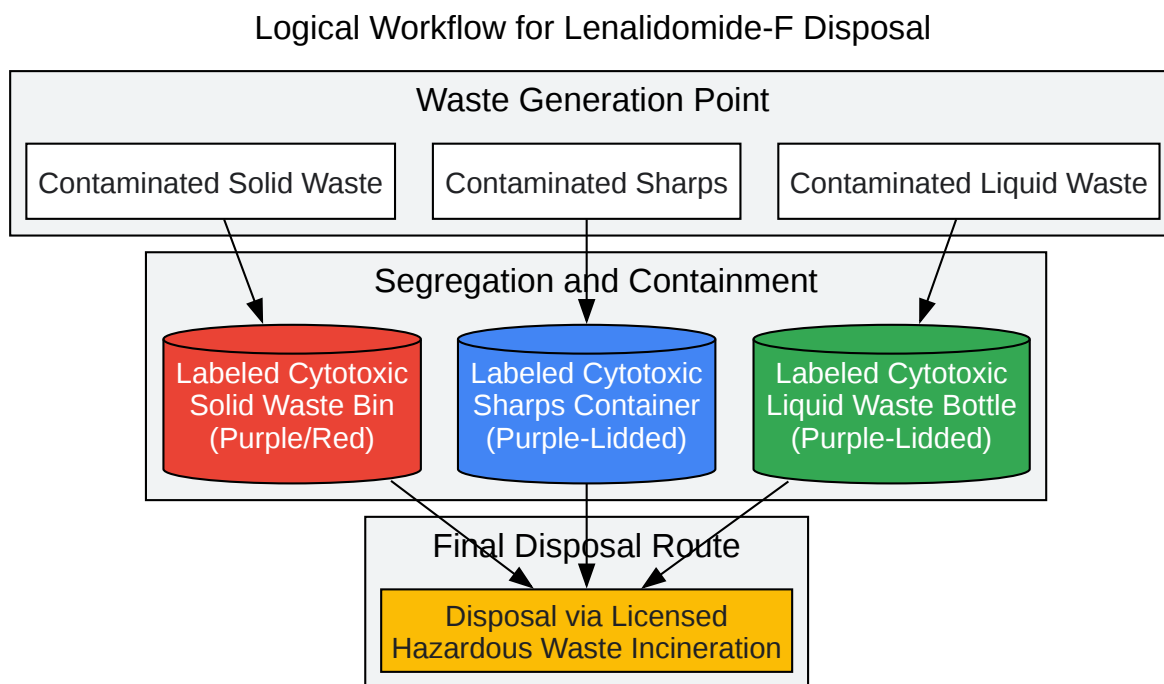 Logical Workflow for Lenalidomide-F Disposal
Waste Generation Point
Contaminated Solid Waste
Contaminated Sharps
Contaminated Liquid Waste
Segregation and Containment
Labeled Cytotoxic
Solid Waste Bin
(Purple/Red)
Labeled Cytotoxic
Sharps Container
(Purple-Lidded)
Labeled Cytotoxic
Liquid Waste Bottle
(Purple-Lidded)
Final Disposal Route
Disposal via Licensed
Hazardous Waste Incineration